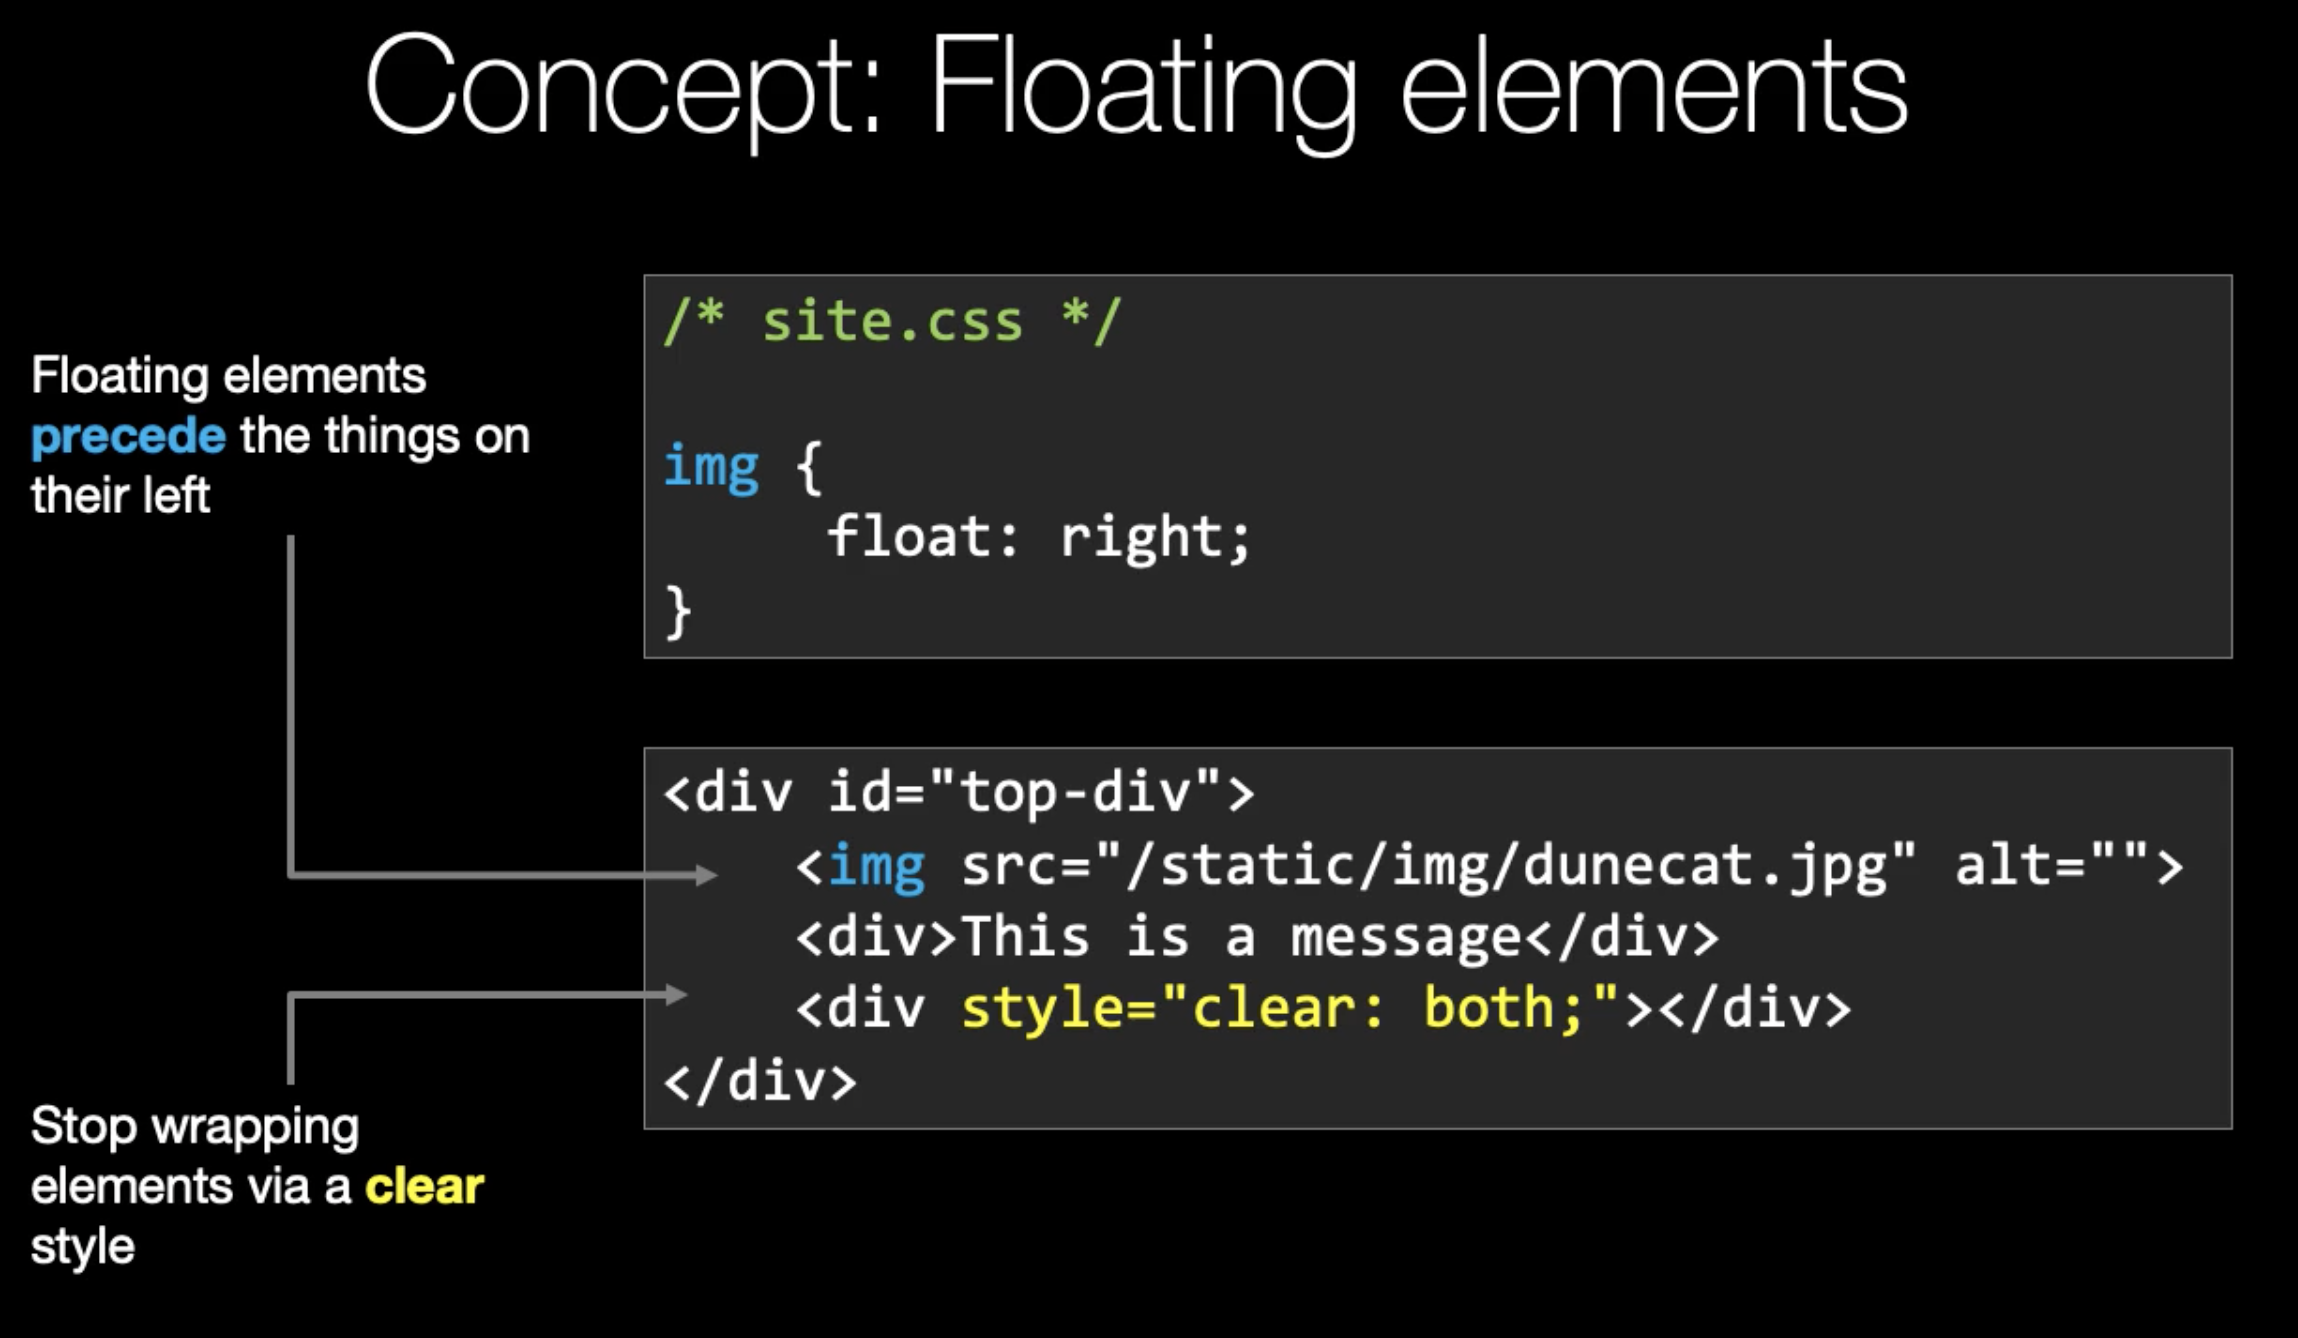 Concept: Floating elements
Floating elements
precede the things on
their left
/* site.css */
img {
float: right;
}
<div id="top-div">
<img src="/static/img/dunecat.jpg" alt="">
<div>This is a message</div>
<div style="clear: both;"></div>
</div>
Stop wrapping
elements via a clear
style